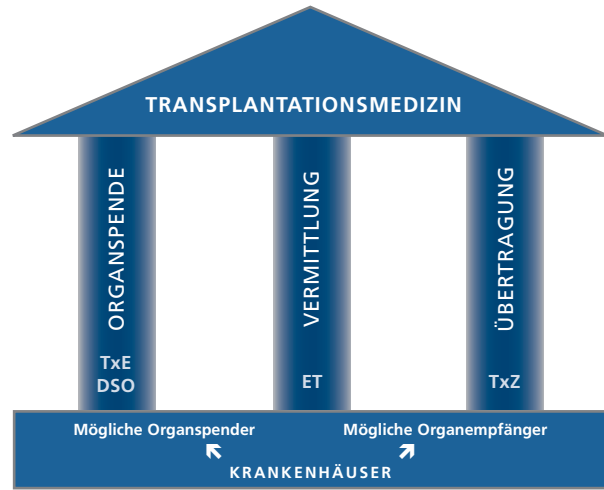 TRANSPLANTATIONSMEDIZIN
ORGANSPENDE
TxE
DSO
VERMITTLUNG
ET
ÜBERTRAGUNG
TxZ
Mögliche Organspender
Mögliche Organempfänger
KRANKENHÄUSER